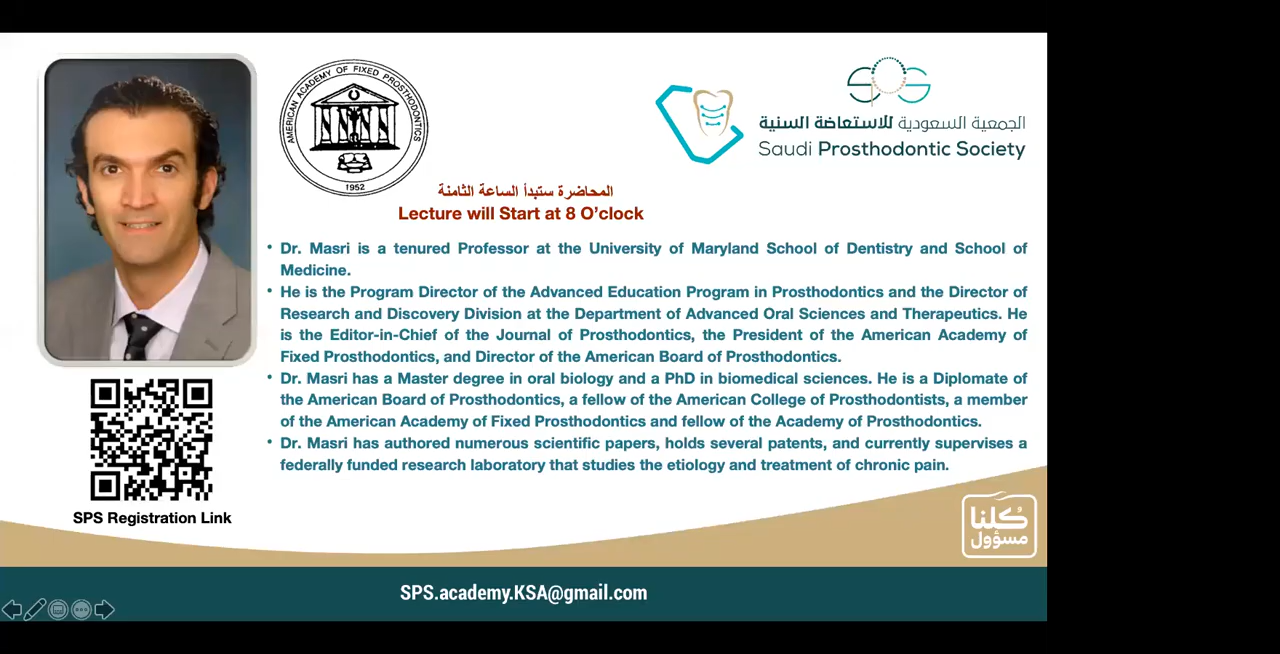 AMERICAN ACADEMY OF FIXED PROSTHODONTICS
1952
SPS
الجمعية السعودية للاستعاضة السنية
Saudi Prosthodontic Society
المحاضرة ستبدأ الساعة الثامنة
Lecture will Start at 8 O’clock
• Dr. Masri is a tenured Professor at the University of Maryland School of Dentistry and School of
Medicine.
• He is the Program Director of the Advanced Education Program in Prosthodontics and the Director of
Research and Discovery Division at the Department of Advanced Oral Sciences and Therapeutics. He
is the Editor-in-Chief of the Journal of Prosthodontics, the President of the American Academy of
Fixed Prosthodontics, and Director of the American Board of Prosthodontics.
• Dr. Masri has a Master degree in oral biology and a PhD in biomedical sciences. He is a Diplomate of
the American Board of Prosthodontics, a fellow of the American College of Prosthodontists, a member
of the American Academy of Fixed Prosthodontics and fellow of the Academy of Prosthodontics.
• Dr. Masri has authored numerous scientific papers, holds several patents, and currently supervises a
federally funded research laboratory that studies the etiology and treatment of chronic pain.
SPS Registration Link
كلنا
مسؤول
SPS.academy.KSA@gmail.com